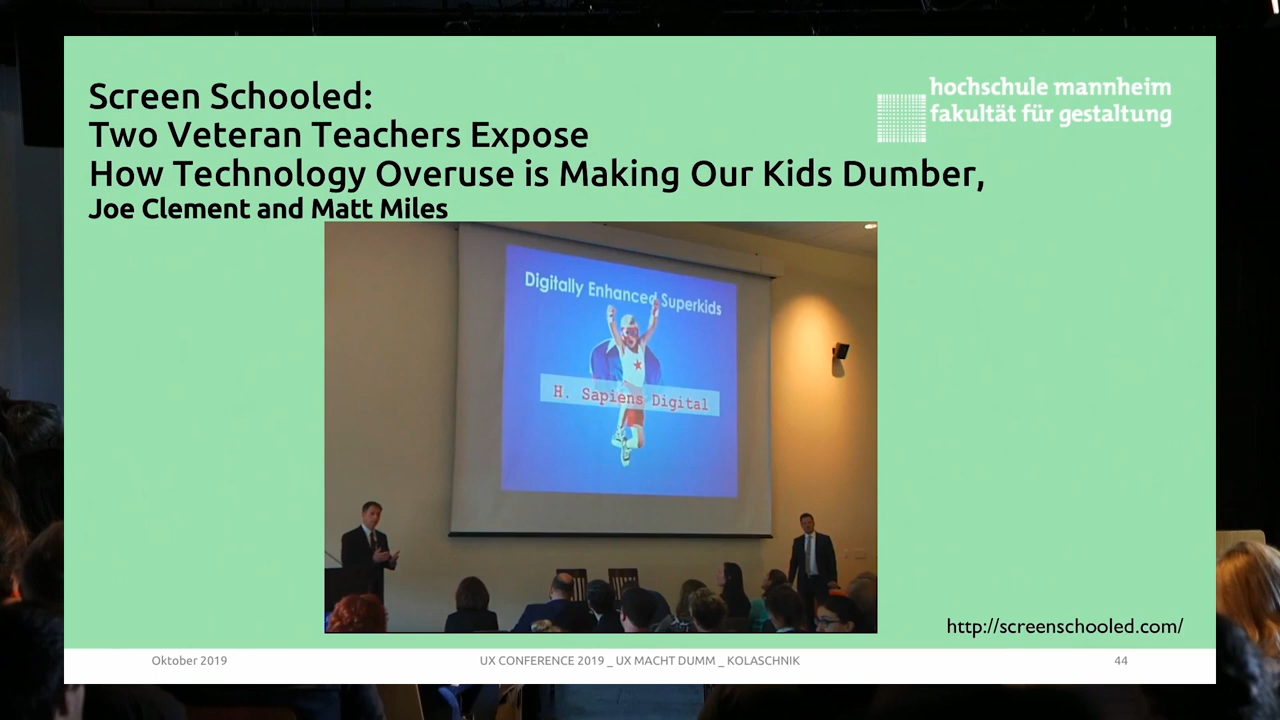 Screen Schooled:
Two Veteran Teachers Expose
How Technology Overuse is Making Our Kids Dumber,
Joe Clement and Matt Miles
hochschule mannheim
fakultät für gestaltung
Digitally Enhanced Superkids
H. Sapiens Digital
http://screenschooled.com/
Oktober 2019
UX CONFERENCE 2019 _ UX MACHT DUMM _ KOLASCHNIK
44